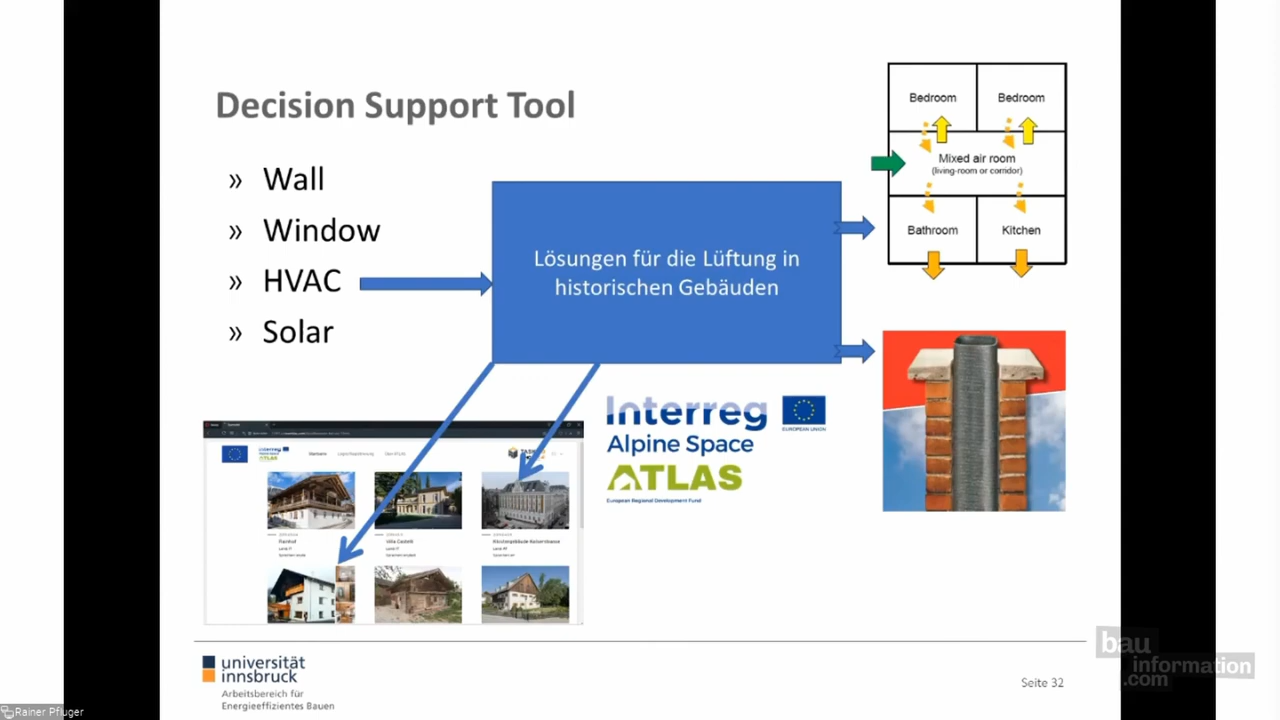 Decision Support Tool
» Wall
» Window
» HVAC
» Solar
Lösungen für die Lüftung in
historischen Gebäuden
Bedroom
Bedroom
Mixed air room
(living-room or corridor)
Bathroom
Kitchen
Interreg
EUROPEAN UNION
Alpine Space
ATLAS
European Regional Development Fund
Villa Castelli
universität
innsbruck
Arbeitsbereich für
Energieeffizientes Bauen
Seite 32
bau
information
.com
Rainer Pfluger